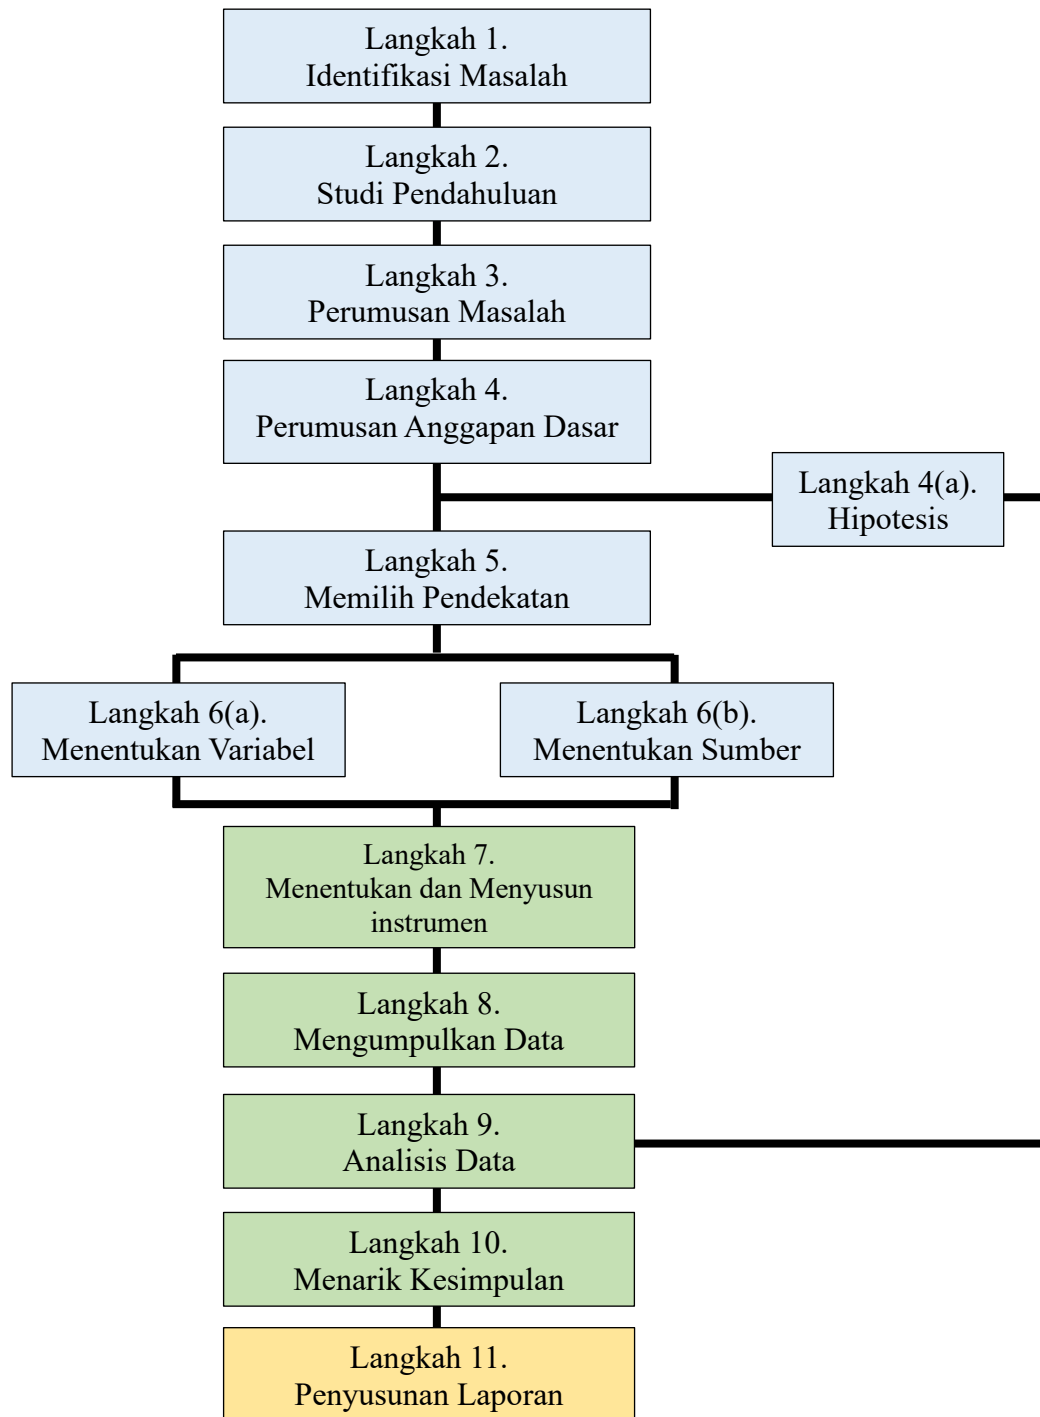 Langkah 1.
Identifikasi Masalah
Langkah 2.
Studi Pendahuluan
Langkah 3.
Perumusan Masalah
Langkah 4.
Perumusan Anggapan Dasar
Langkah 4(a).
Hipotesis
Langkah 5.
Memilih Pendekatan
Langkah 6(a).
Menentukan Variabel
Langkah 6(b).
Menentukan Sumber
Langkah 7.
Menentukan dan Menyusun
instrumen
Langkah 8.
Mengumpulkan Data
Langkah 9.
Analisis Data
Langkah 10.
Menarik Kesimpulan
Langkah 11.
Penyusunan Laporan